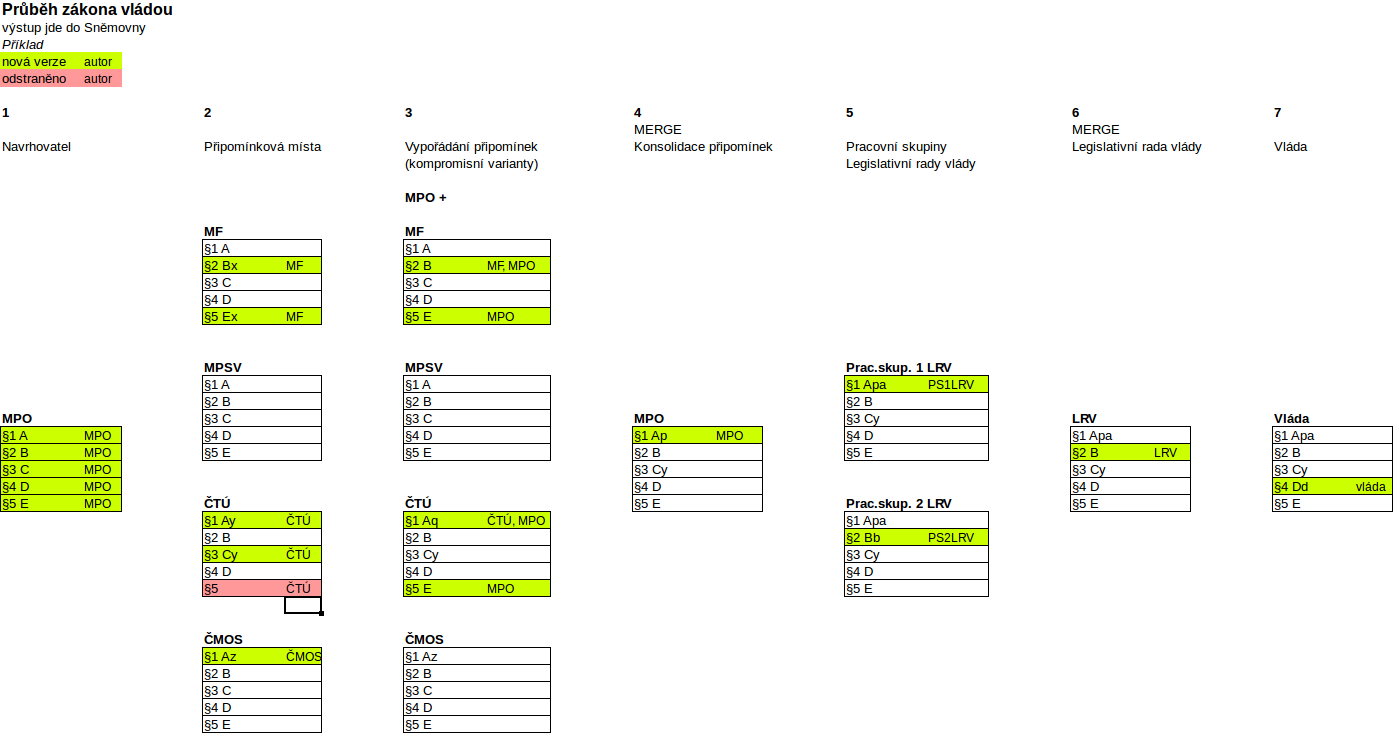 Průběh zákona vládou
výstup jde do Sněmovny
Příklad
nová verze autor
odstraněno autor
1 2 3 4 5 6 7
MERGE MERGE
Navrhovatel Připomínková místa Vypořádání připomínek Konsolidace připomínek Pracovní skupiny Legislativní rada vlády Vláda
(kompromisní varianty) Legislativní rady vlády
MPO +
MPO
§1 A MPO
§2 B MPO
§3 C MPO
§4 D MPO
§5 E MPO
MF
§1 A
§2 Bx MF
§3 C
§4 D
§5 Ex MF
MPSV
§1 A
§2 B
§3 C
§4 D
§5 E
ČTÚ
§1 Ay ČTÚ
§2 B
§3 Cy ČTÚ
§4 D
§5 ČTÚ
ČMOS
§1 Az ČMOS
§2 B
§3 C
§4 D
§5 E
MF
§1 A
§2 B MF, MPO
§3 C
§4 D
§5 E MPO
MPSV
§1 A
§2 B
§3 C
§4 D
§5 E
ČTÚ
§1 Aq ČTÚ, MPO
§2 B
§3 Cy
§4 D
§5 E MPO
ČMOS
§1 Az
§2 B
§3 C
§4 D
§5 E
MPO
§1 Ap MPO
§2 B
§3 Cy
§4 D
§5 E
Prac.skup. 1 LRV
§1 Apa PS1LRV
§2 B
§3 Cy
§4 D
§5 E
Prac.skup. 2 LRV
§1 Apa
§2 Bb PS2LRV
§3 Cy
§4 D
§5 E
LRV
§1 Apa
§2 B LRV
§3 Cy
§4 D
§5 E
Vláda
§1 Apa
§2 B
§3 Cy
§4 Dd vláda
§5 E